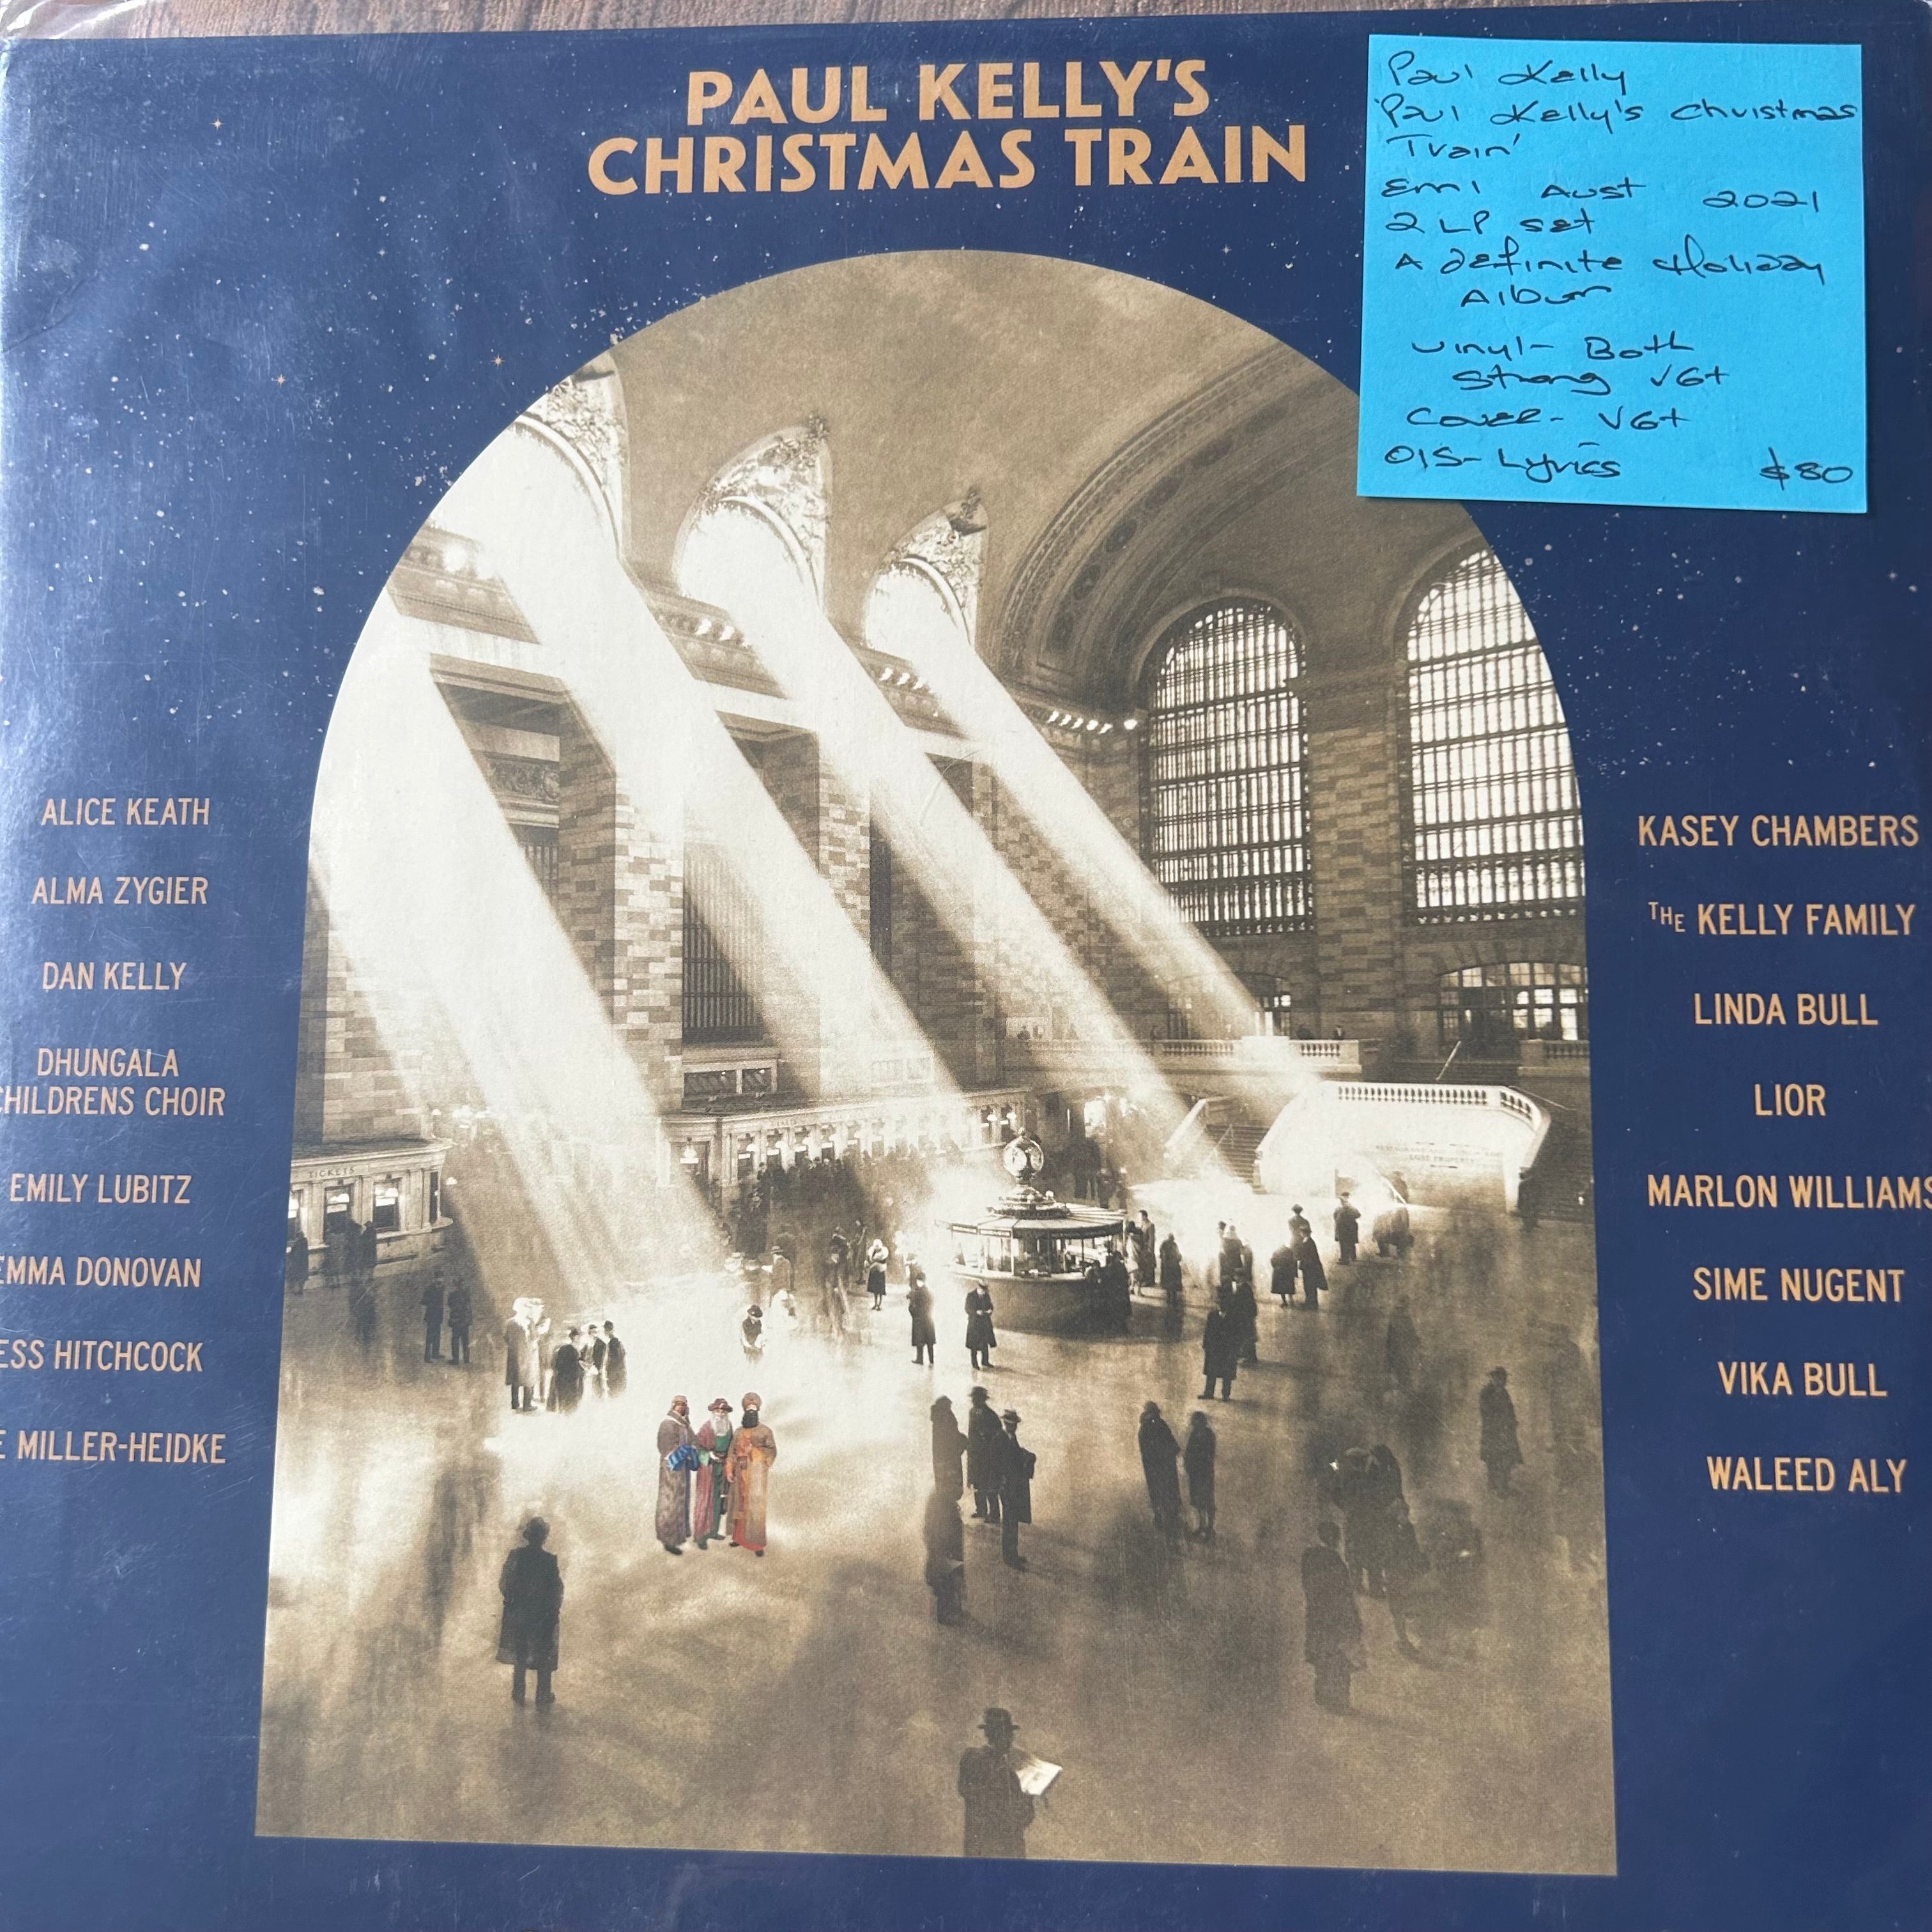 PAUL KELLY'S
CHRISTMAS TRAIN
Paul Kelly
'Paul Kelly's Christmas
Train'
Emi Aust 2021
2 LP set
A definite Holiday
Album
Vinyl- Both
Strong VG+
Cover- VG+
OIS- Lyrics $80
ALICE KEATH
ALMA ZYGIER
DAN KELLY
DHUNGALA
CHILDRENS CHOIR
EMILY LUBITZ
EMMA DONOVAN
ESS HITCHCOCK
E MILLER-HEIDKE
KASEY CHAMBERS
THE KELLY FAMILY
LINDA BULL
LIOR
MARLON WILLIAMS
SIME NUGENT
VIKA BULL
WALEED ALY
TICKETS